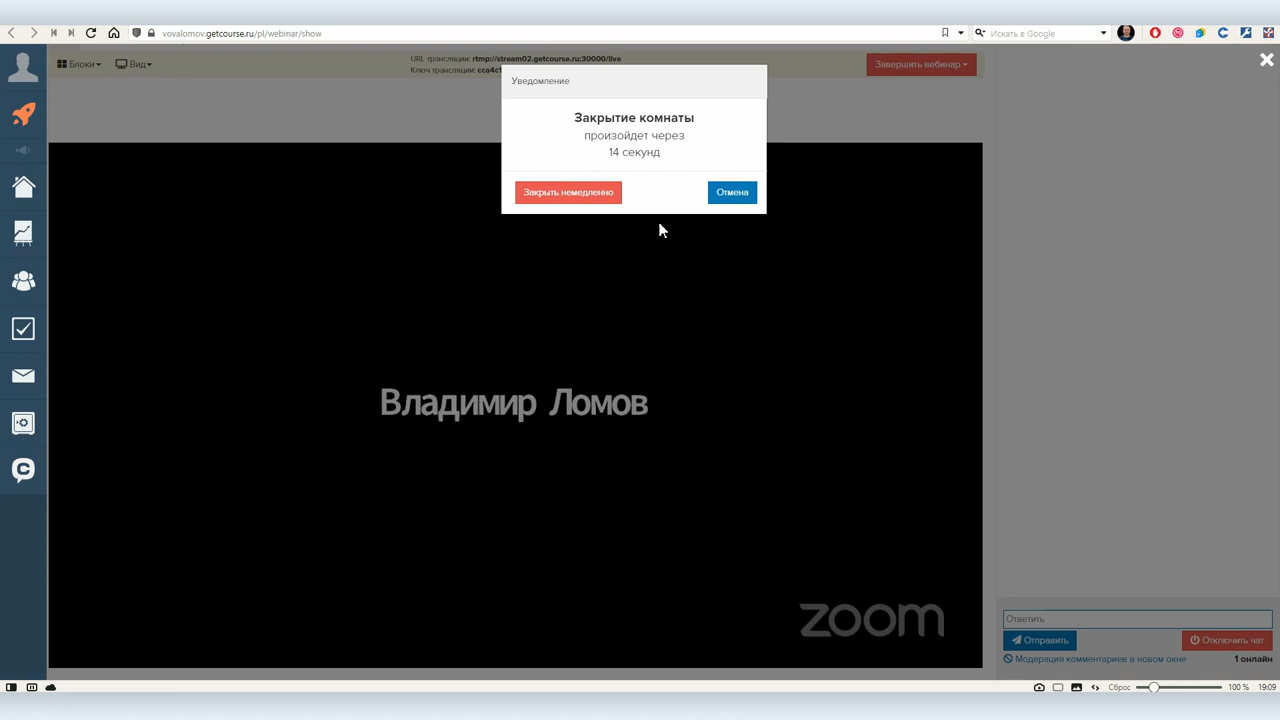 vovalomov.getcourse.ru/pl/webinar/show
Искать в Google
Блоки
Вид
URL трансляции: rtmp://stream02.getcourse.ru:30000/live
Ключ трансляции:
Завершить вебинар
Уведомление
Закрытие комнаты
произойдет через
14 секунд
Закрыть немедленно
Отмена
Владимир Ломов
zoom
Ответить
Отправить
Отключить чат
Модерация комментариев в новом окне
1 онлайн
Сброс
100 %
19:09